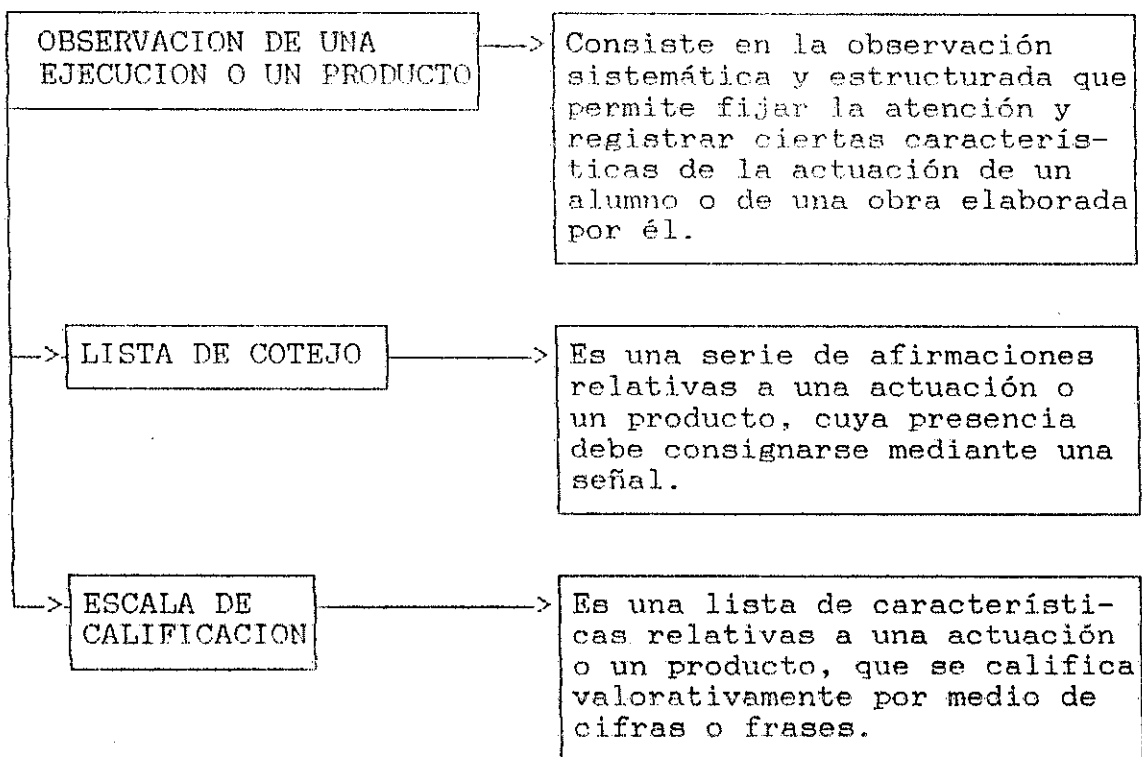 OBSERVACION DE UNA
EJECUCION O UN PRODUCTO
Consiste en la observación
sistemática y estructurada que
permite fijar la atención y
registrar ciertas caracterís-
ticas de la actuación de un
alumno o de una obra elaborada
por él.
LISTA DE COTEJO
Es una serie de afirmaciones
relativas a una actuación o
un producto, cuya presencia
debe consignarse mediante una
señal.
ESCALA DE
CALIFICACION
Es una lista de característi-
cas relativas a una actuación
o un producto, que se califica
valorativamente por medio de
cifras o frases.